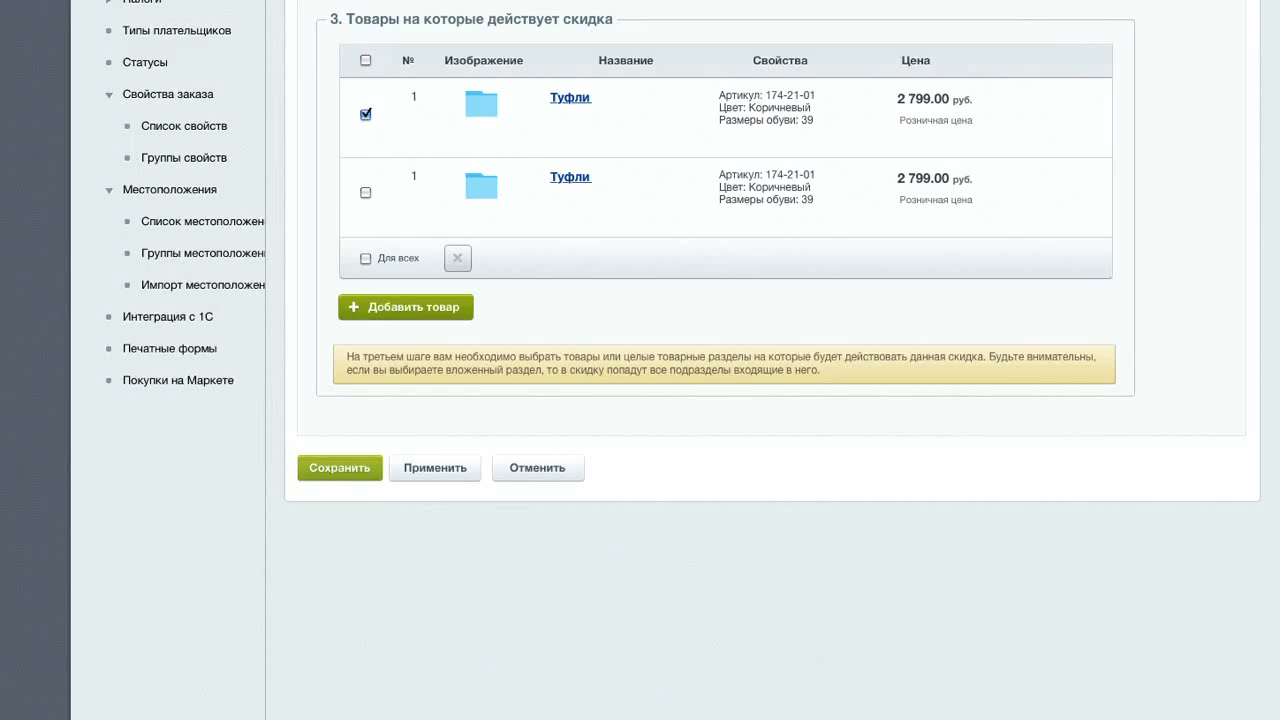 Налоги
Типы плательщиков
Статусы
Свойства заказа
Список свойств
Группы свойств
Местоположения
Список местоположен
Группы местоположен
Импорт местоположен
Интеграция с 1С
Печатные формы
Покупки на Маркете
3. Товары на которые действует скидка
№ Изображение Название Свойства Цена
1 Туфли Артикул: 174-21-01 2 799.00 руб.
Цвет: Коричневый
Размеры обуви: 39 Розничная цена
1 Туфли Артикул: 174-21-01 2 799.00 руб.
Цвет: Коричневый
Размеры обуви: 39 Розничная цена
Для всех
+ Добавить товар
На третьем шаге вам необходимо выбрать товары или целые товарные разделы на которые будет действовать данная скидка. Будьте внимательны,
если вы выбираете вложенный раздел, то в скидку попадут все подразделы входящие в него.
Сохранить Применить Отменить